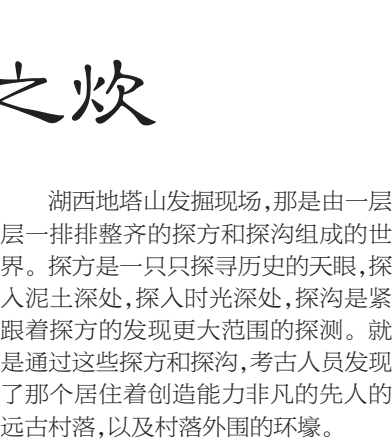 之炊
湖西地塔山发掘现场，那是由一层
层一排排整齐的探方和探沟组成的世
界。探方是一只只探寻历史的天眼，探
入泥土深处，探入时光深处，探沟是紧
跟着探方的发现更大范围的探测。就
是通过这些探方和探沟，考古人员发现
了那个居住着创造能力非凡的先人的
远古村落，以及村落外围的环壕。